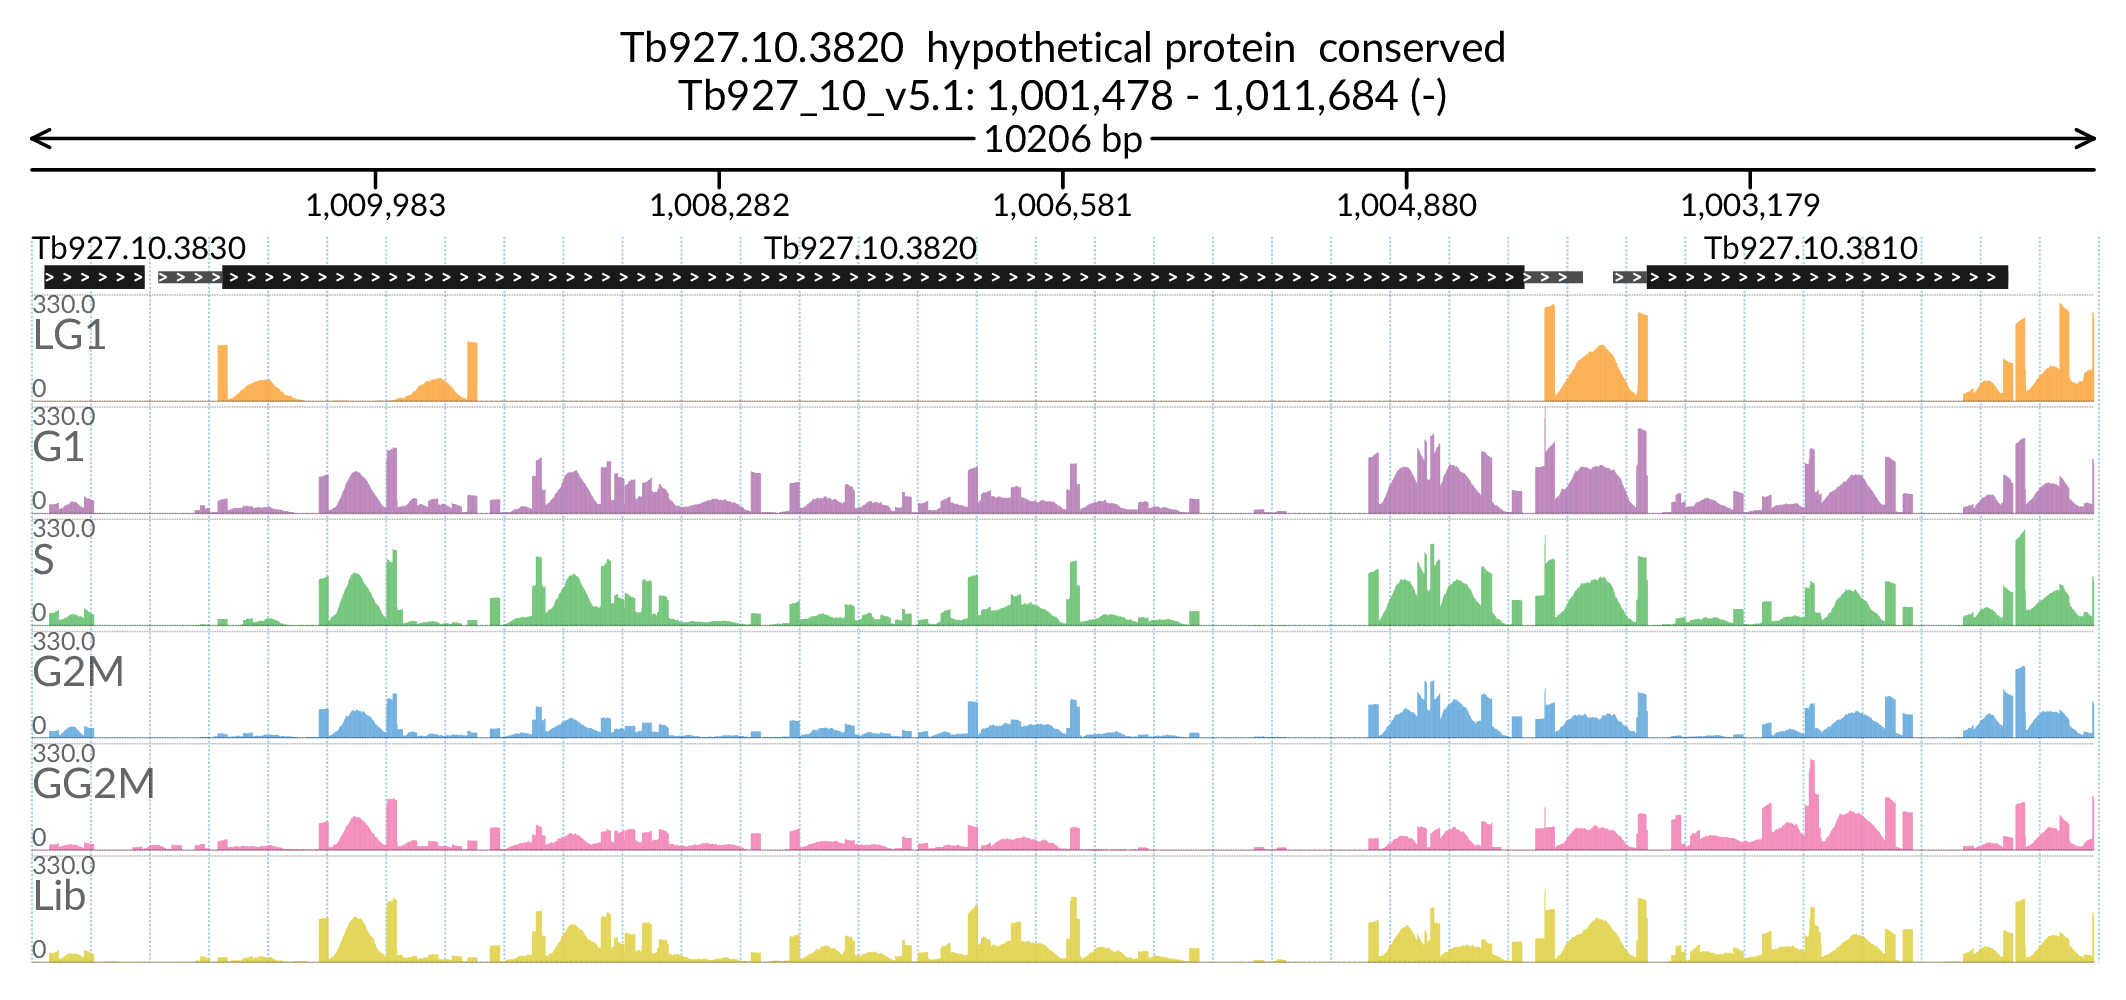 Tb927.10.3820 hypothetical protein conserved
Tb927_10_v5.1: 1,001,478 - 1,011,684 (-)
10206 bp
1,009,983 1,008,282 1,006,581 1,004,880 1,003,179
Tb927.10.3830 Tb927.10.3820 Tb927.10.3810
330.0
LG1
0
330.0
G1
0
330.0
S
0
330.0
G2M
0
330.0
GG2M
0
330.0
Lib
0